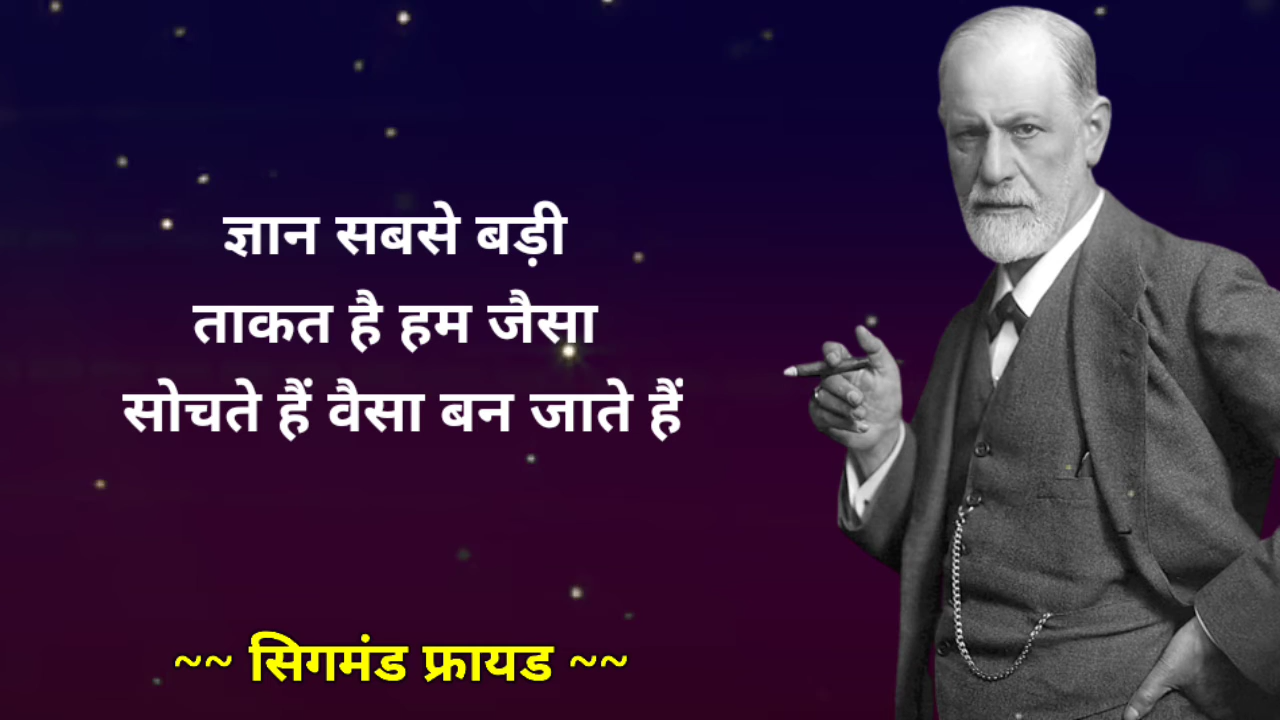 ज्ञान सबसे बड़ी
ताकत है हम जैसा
सोचते हैं वैसा बन जाते हैं
~~ सिगमंड फ्रायड ~~